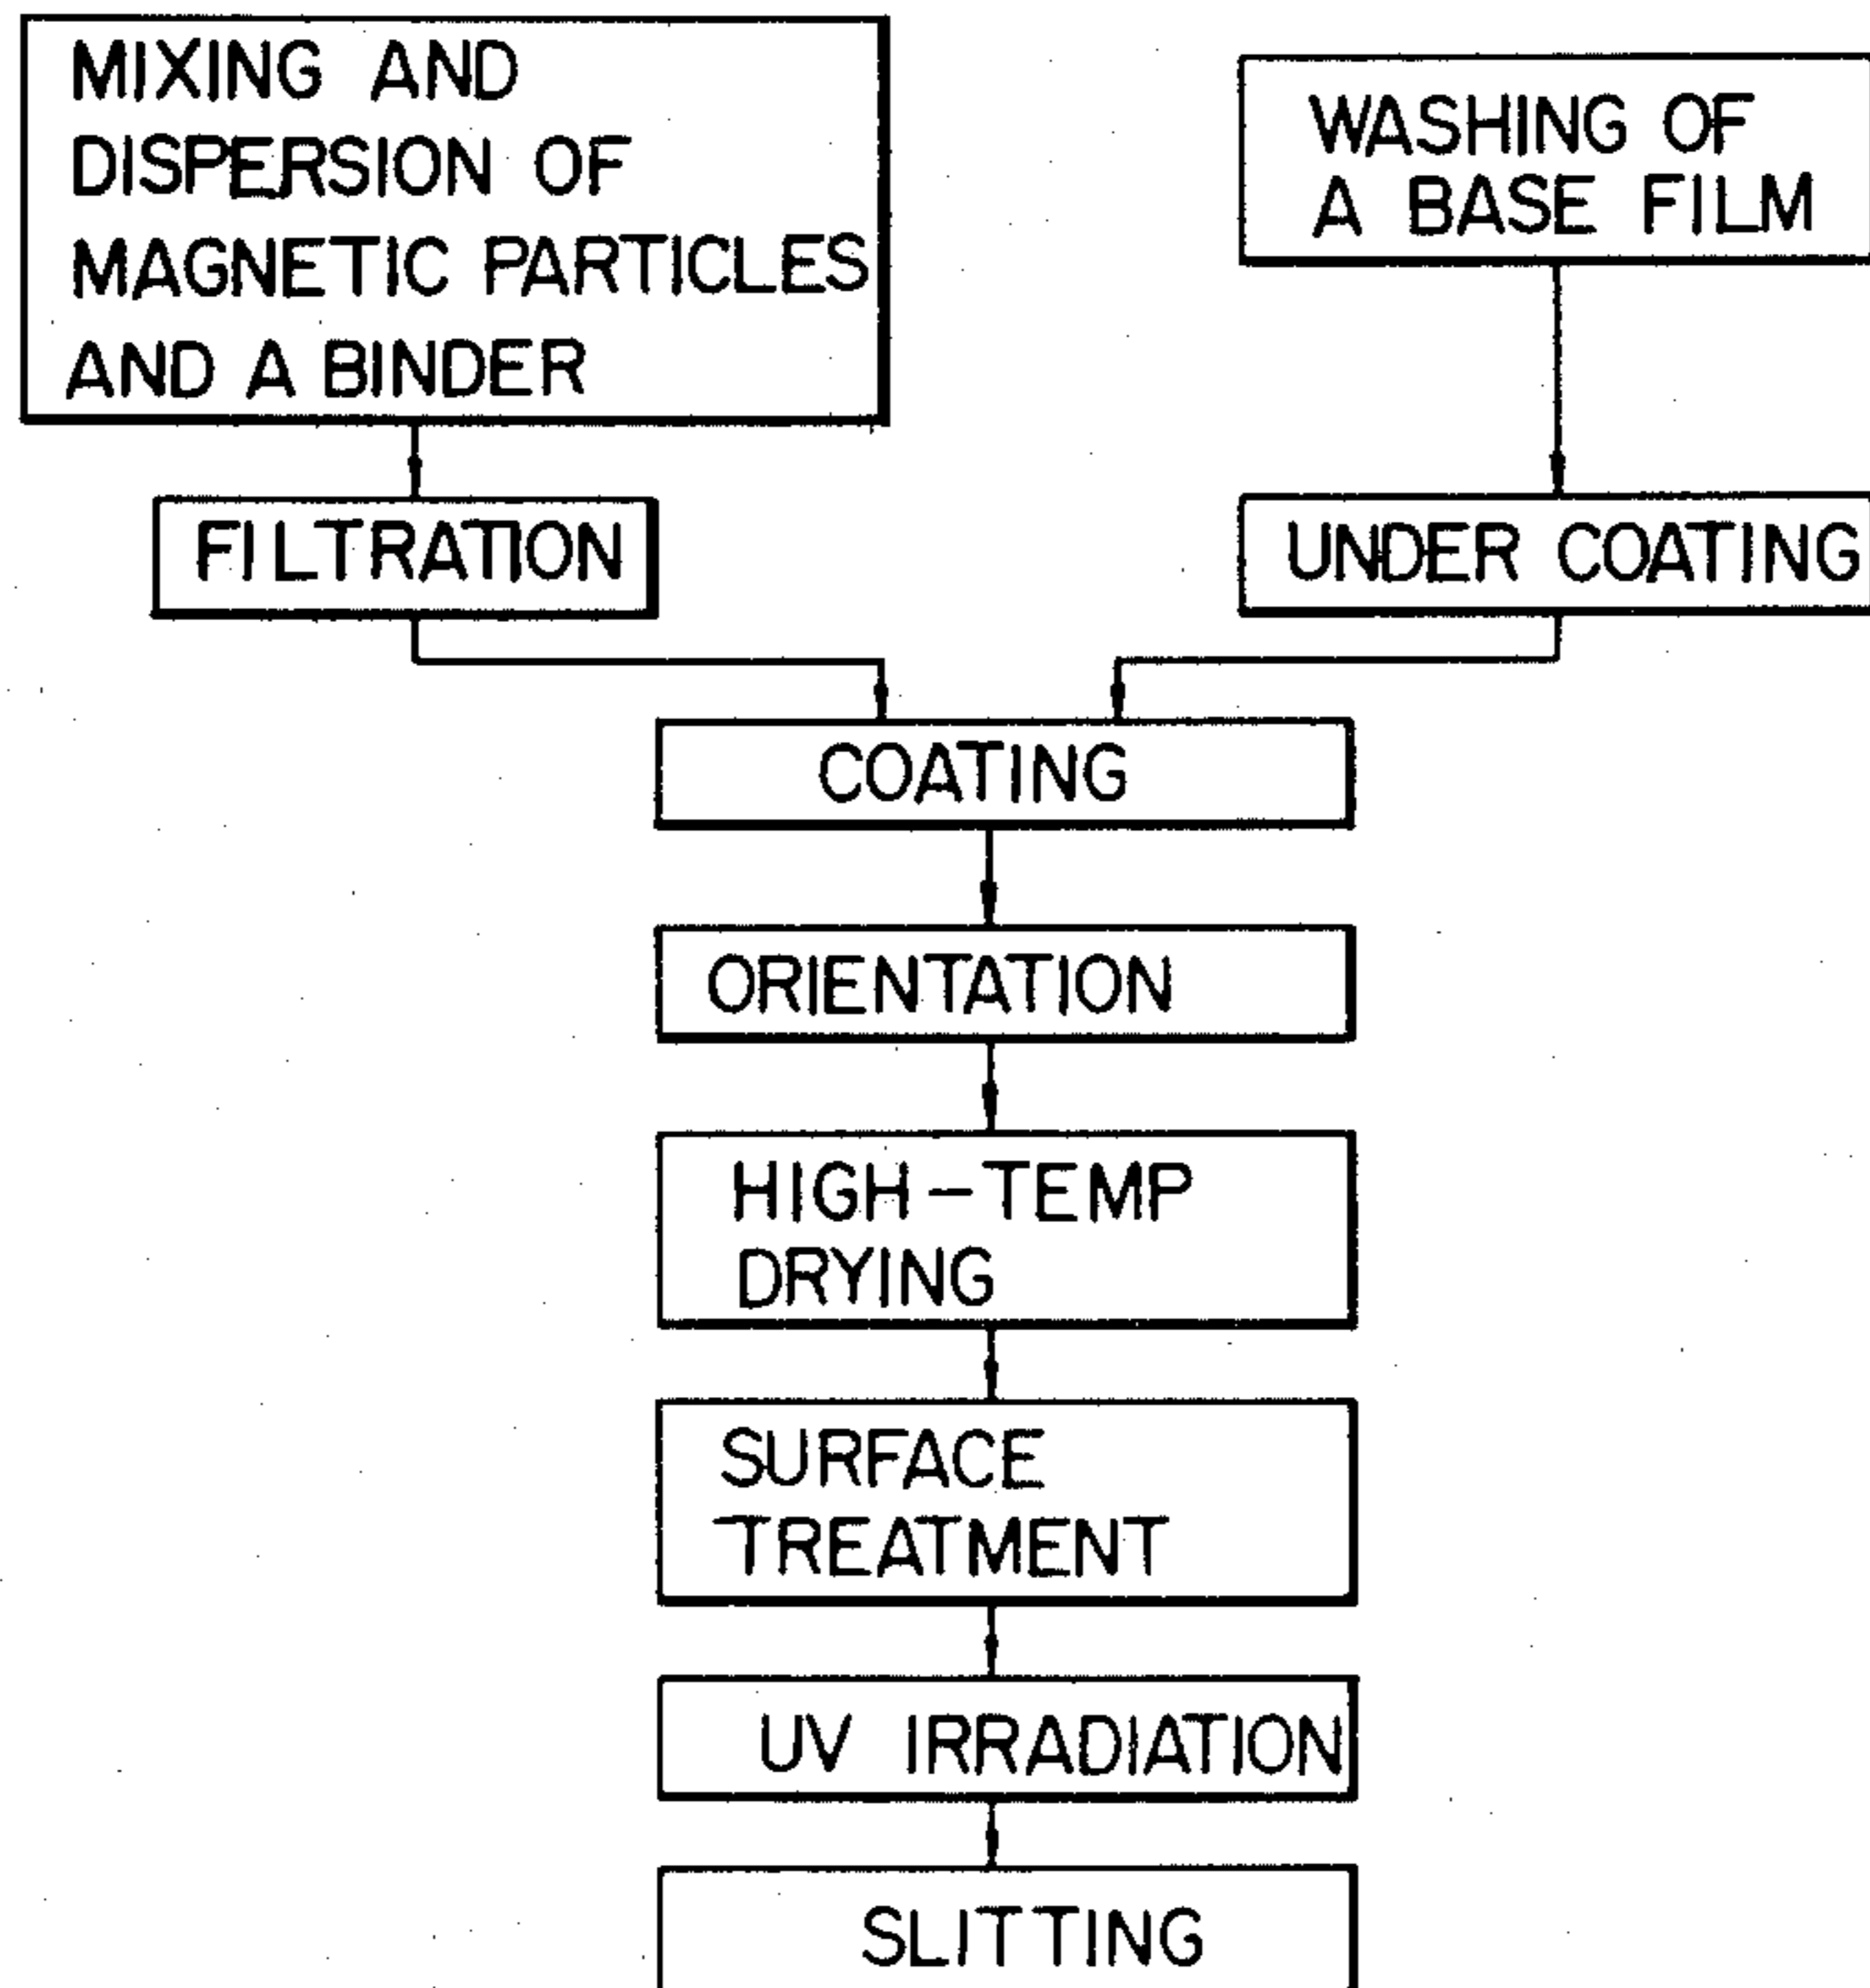 MIXING AND
DISPERSION OF
MAGNETIC PARTICLES
AND A BINDER
WASHING OF
A BASE FILM
FILTRATION
UNDER COATING
COATING
ORIENTATION
HIGH-TEMP
DRYING
SURFACE
TREATMENT
UV IRRADIATION
SLITTING